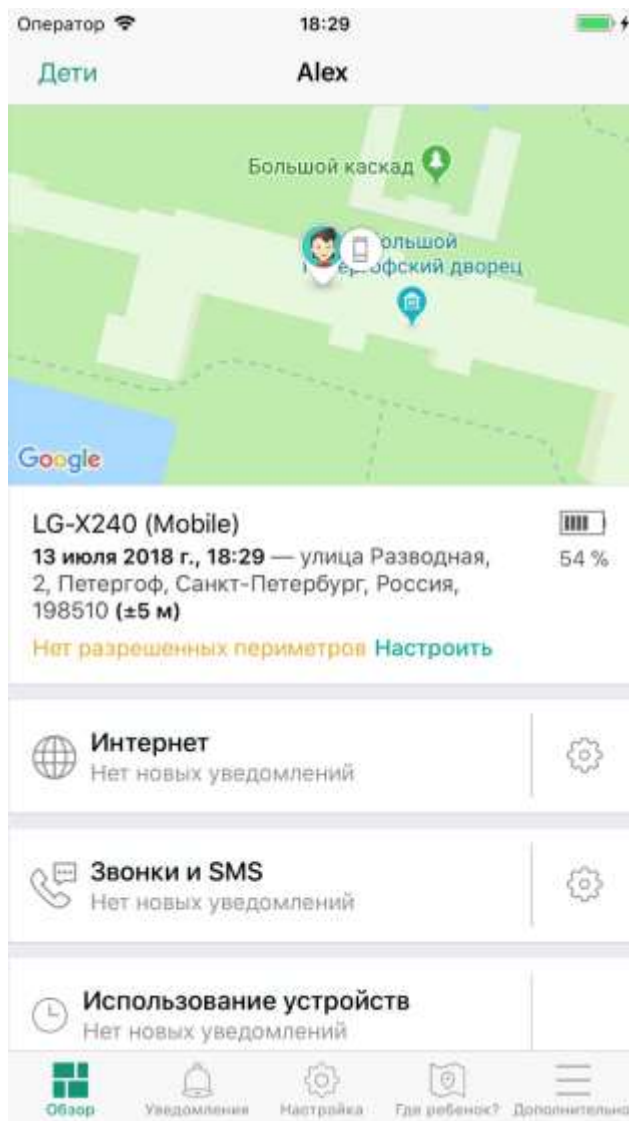 Оператор
18:29
Дети
Alex
Большой каскад
ольшой
дворец
Google
LG-X240 (Mobile)
13 июля 2018 г., 18:29 — улица Разводная,
54 %
2, Петергоф, Санкт-Петербург, Россия,
198510 (±5 м)
Нет разрешенных периметров Настроить
Интернет
Нет новых уведомлений
Звонки и SMS
Нет новых уведомлений
Использование устройств
Нет новых уведомлений
Обзор
Уведомления
Настройка
Где ребенок?
Дополнительно